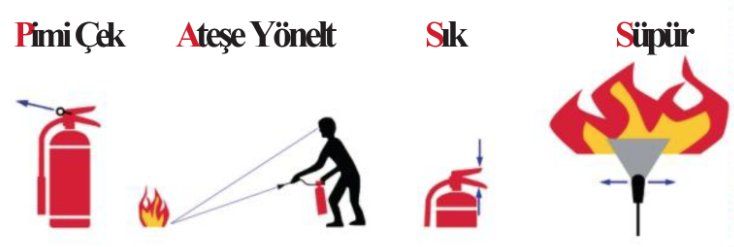 Pimi Çek
Ateşe Yönelt
Sık
Süpür